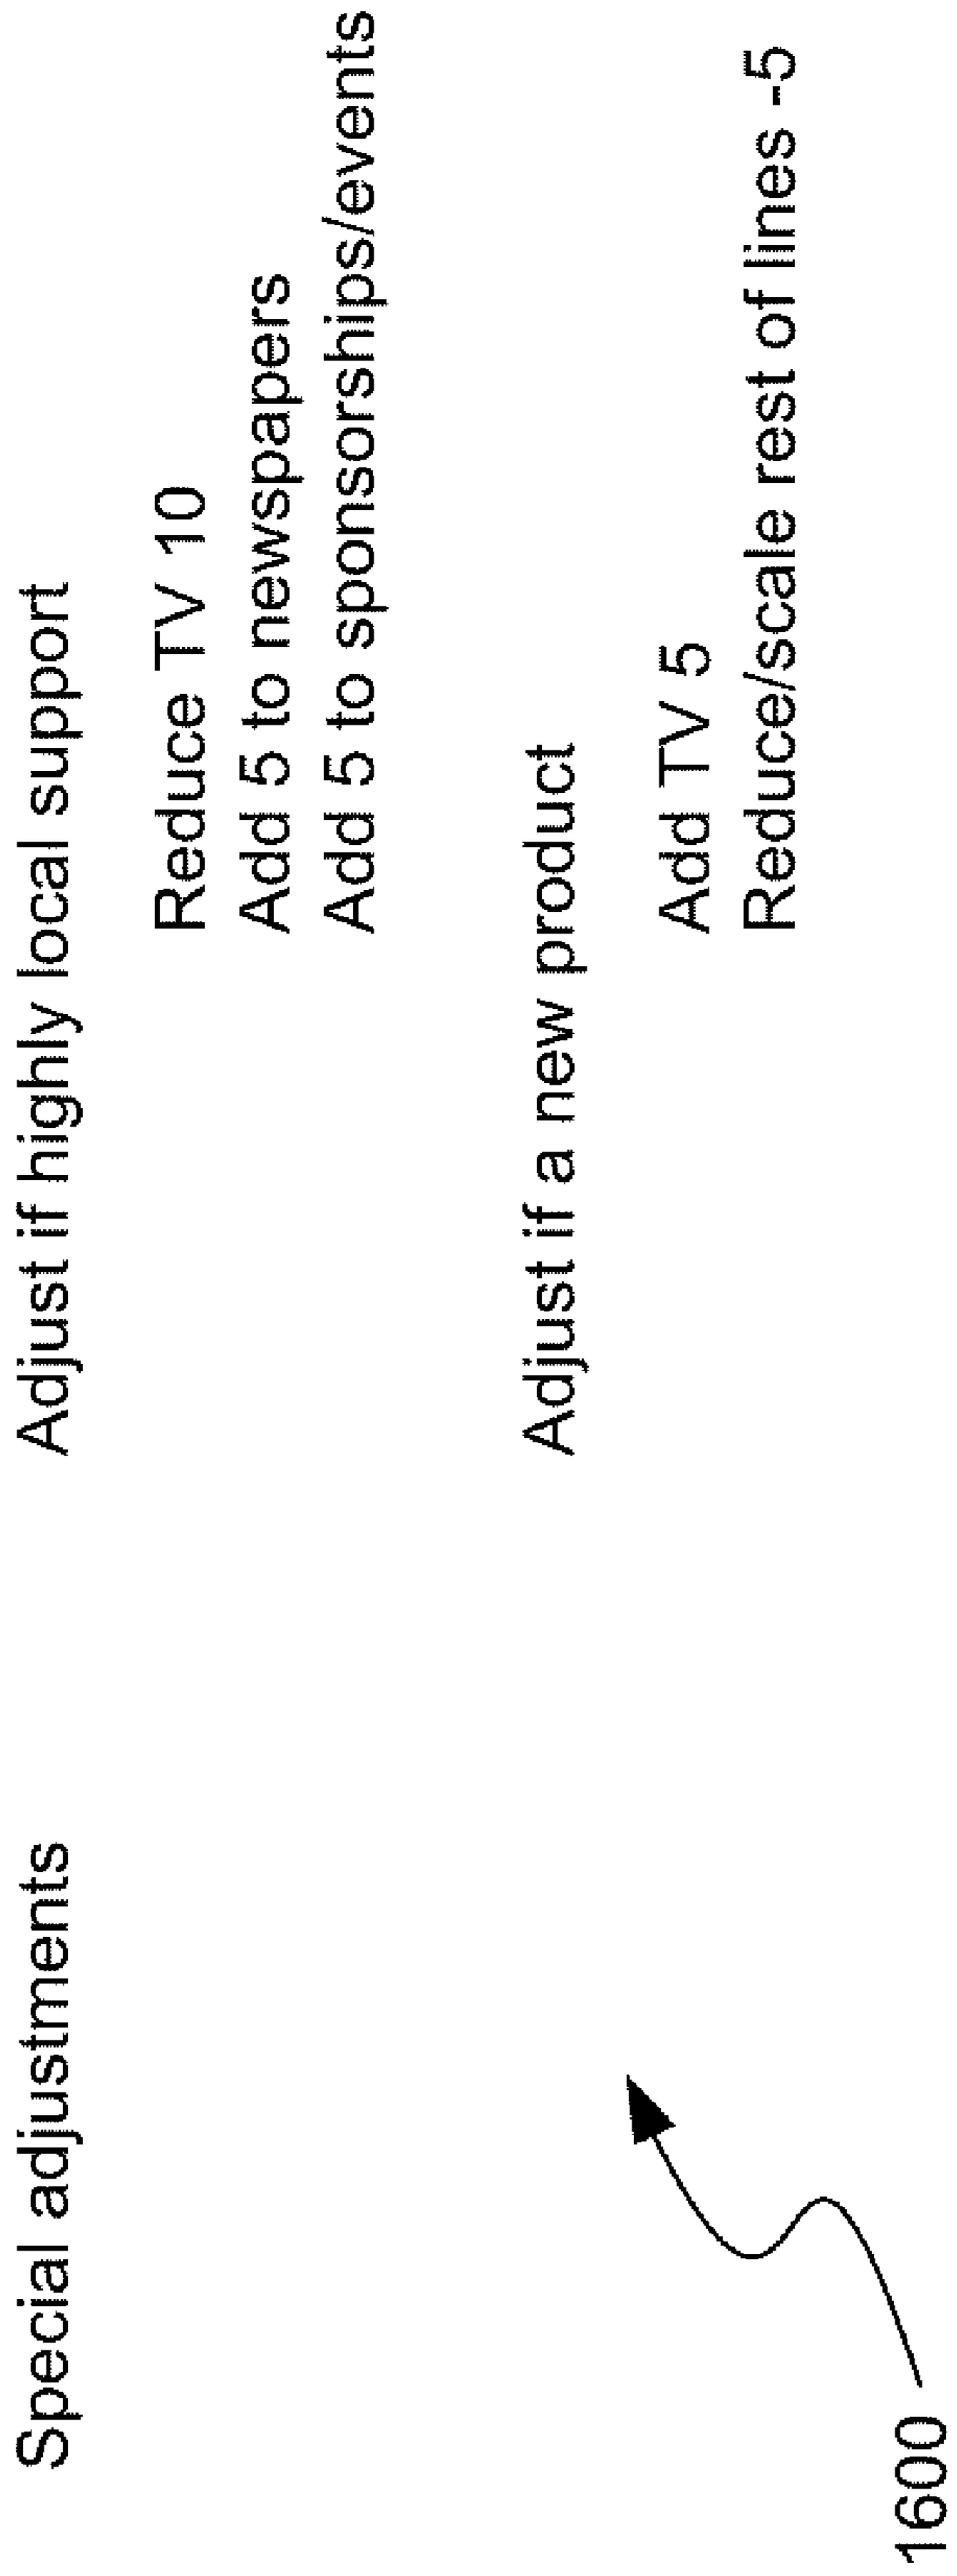 Special adjustments
Adjust if highly local support
Reduce TV 10
Add 5 to newspapers
Add 5 to sponsorships/events
Adjust if a new product
Add TV 5
Reduce/scale rest of lines -5
1600